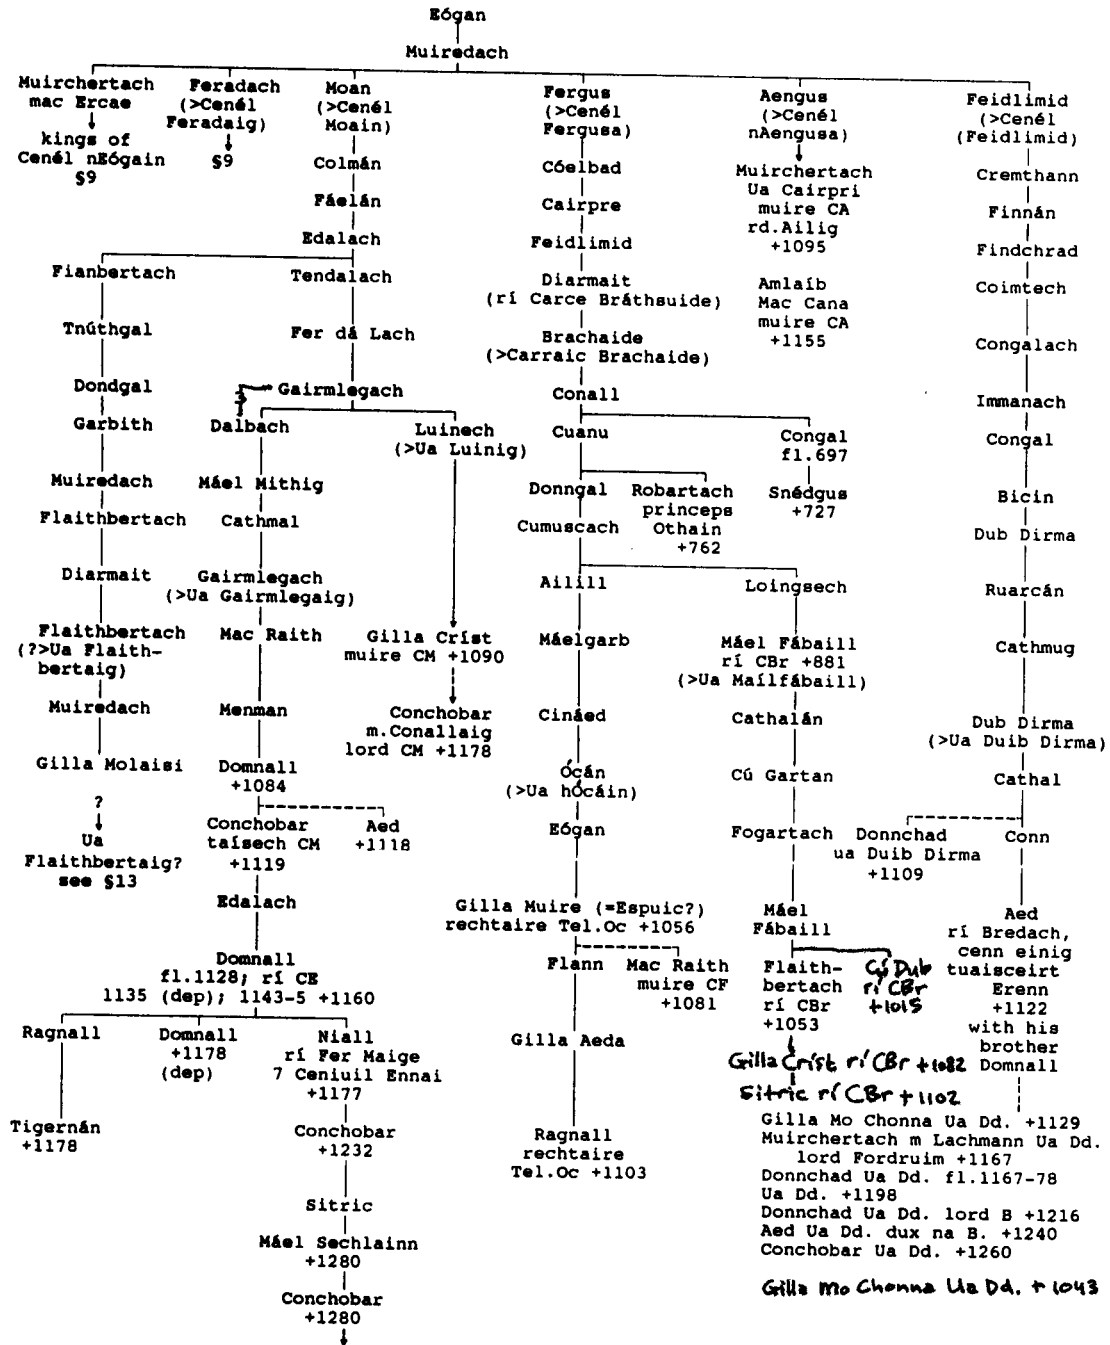 Eógan
Muiredach
Muirchertach
mac Ercae
kings of
Cenél nEógain
§9
Feradach
(>Cenél
Feradaig)
§9
Moan
(>Cenél
Moain)
Colmán
Fáelán
Edalach
Fianbertach
Tnúthgal
Dondgal
Garbith
Muiredach
Flaithbertach
Diarmait
Flaithbertach
(?>Ua Flaith-
bertaig)
Muiredach
Gilla Molaisi
?
Ua
Flaithbertaig?
see §13
Tendalach
Fer dá Lach
Gairmlegach
Dalbach
Máel Mithig
Cathmal
Gairmlegach
(>Ua Gairmlegaig)
Mac Raith
Menman
Domnall
+1084
Conchobar
taísech CM
+1119
Aed
+1118
Edalach
Domnall
fl.1128; rí CE
1135 (dep); 1143-5 +1160
Ragnall
Tigernán
+1178
Domnall
+1178
(dep)
Niall
rí Fer Maige
7 Ceniuil Ennai
+1177
Conchobar
+1232
Sitric
Máel Sechlainn
+1280
Conchobar
+1280
Luinech
(>Ua Luinig)
Gilla Críst
muire CM +1090
Conchobar
m.Conallaig
lord CM +1178
Fergus
(>Cenél
Fergusa)
Cóelbad
Cairpre
Feidlimid
Diarmait
(rí Carce Bráthsuide)
Brachaide
(>Carraic Brachaide)
Conall
Cuanu
Congal
fl.697
Snédgus
+727
Donngal
Robartach
princeps
Othain
+762
Cumuscach
Ailill
Máelgarb
Cináed
Ócán
(>Ua hÓcáin)
Eógan
Gilla Muire (=Espuic?)
rechtaire Tel.Oc +1056
Flann
Mac Raith
muire CF
+1081
Gilla Aeda
Ragnall
rechtaire
Tel.Oc +1103
Loingsech
Máel Fábaill
rí CBr +881
(>Ua Maílfábaill)
Cathalán
Cú Gartan
Fogartach
Máel
Fábaill
Flaith-
bertach
rí CBr
+1053
Cú Dub
rí CBr
+1015
Gilla Críst rí CBr +1082
Sitric rí CBr +1102
Aengus
(>Cenél
nAengusa)
Muirchertach
Ua Cairpri
muire CA
rd.Ailig
+1095
Amlaíb
Mac Cana
muire CA
+1155
Feidlimid
(>Cenél
(Feidlimid)
Cremthann
Finnán
Findchrad
Coimtech
Congalach
Immanach
Congal
Bicin
Dub Dirma
Ruarcán
Cathmug
Dub Dirma
(>Ua Duib Dirma)
Cathal
Donnchad
ua Duib Dirma
+1109
Conn
Aed
rí Bredach,
cenn einig
tuaisceirt
Erenn
+1122
with his
brother
Domnall
Gilla Mo Chonna Ua Dd. +1129
Muirchertach m Lachmann Ua Dd.
lord Fordruim +1167
Donnchad Ua Dd. fl.1167-78
Ua Dd. +1198
Donnchad Ua Dd. lord B +1216
Aed Ua Dd. dux na B. +1240
Conchobar Ua Dd. +1260
Gilla Mo Chonna Ua Dd. + 1043